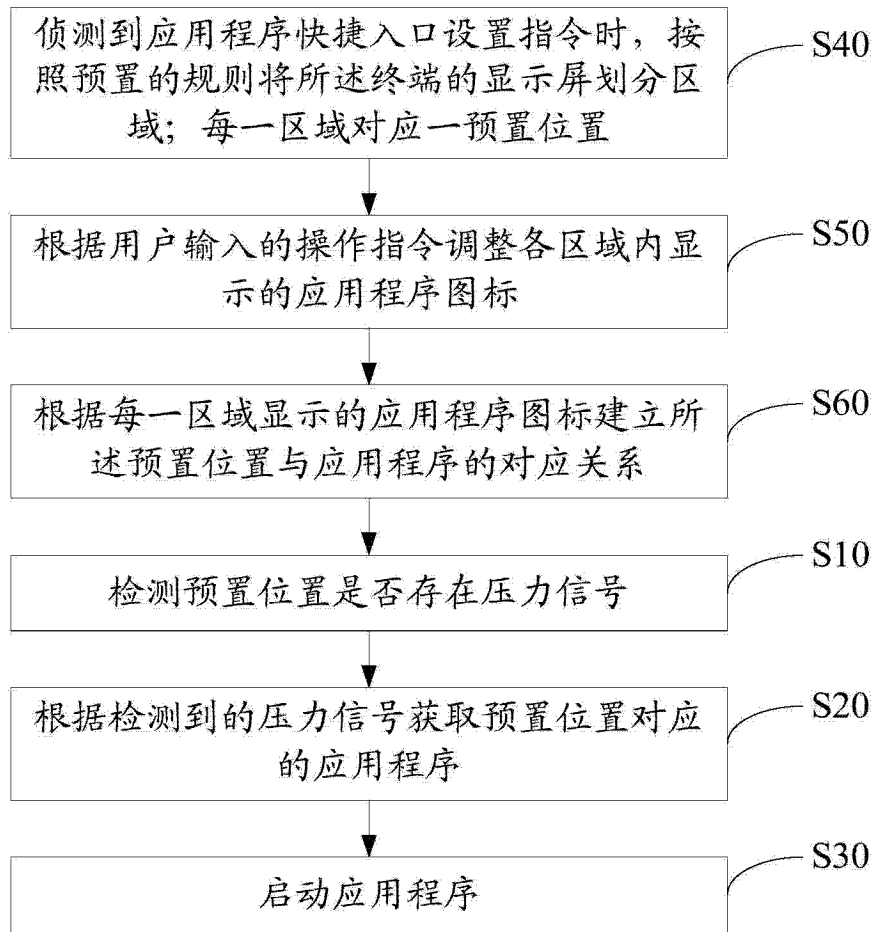 侦测到应用程序快捷入口设置指令时，按
照预置的规则将所述终端的显示屏划分区
域；每一区域对应一预置位置
S40
根据用户输入的操作指令调整各区域内显
示的应用程序图标
S50
根据每一区域显示的应用程序图标建立所
述预置位置与应用程序的对应关系
S60
检测预置位置是否存在压力信号
S10
根据检测到的压力信号获取预置位置对应
的应用程序
S20
启动应用程序
S30